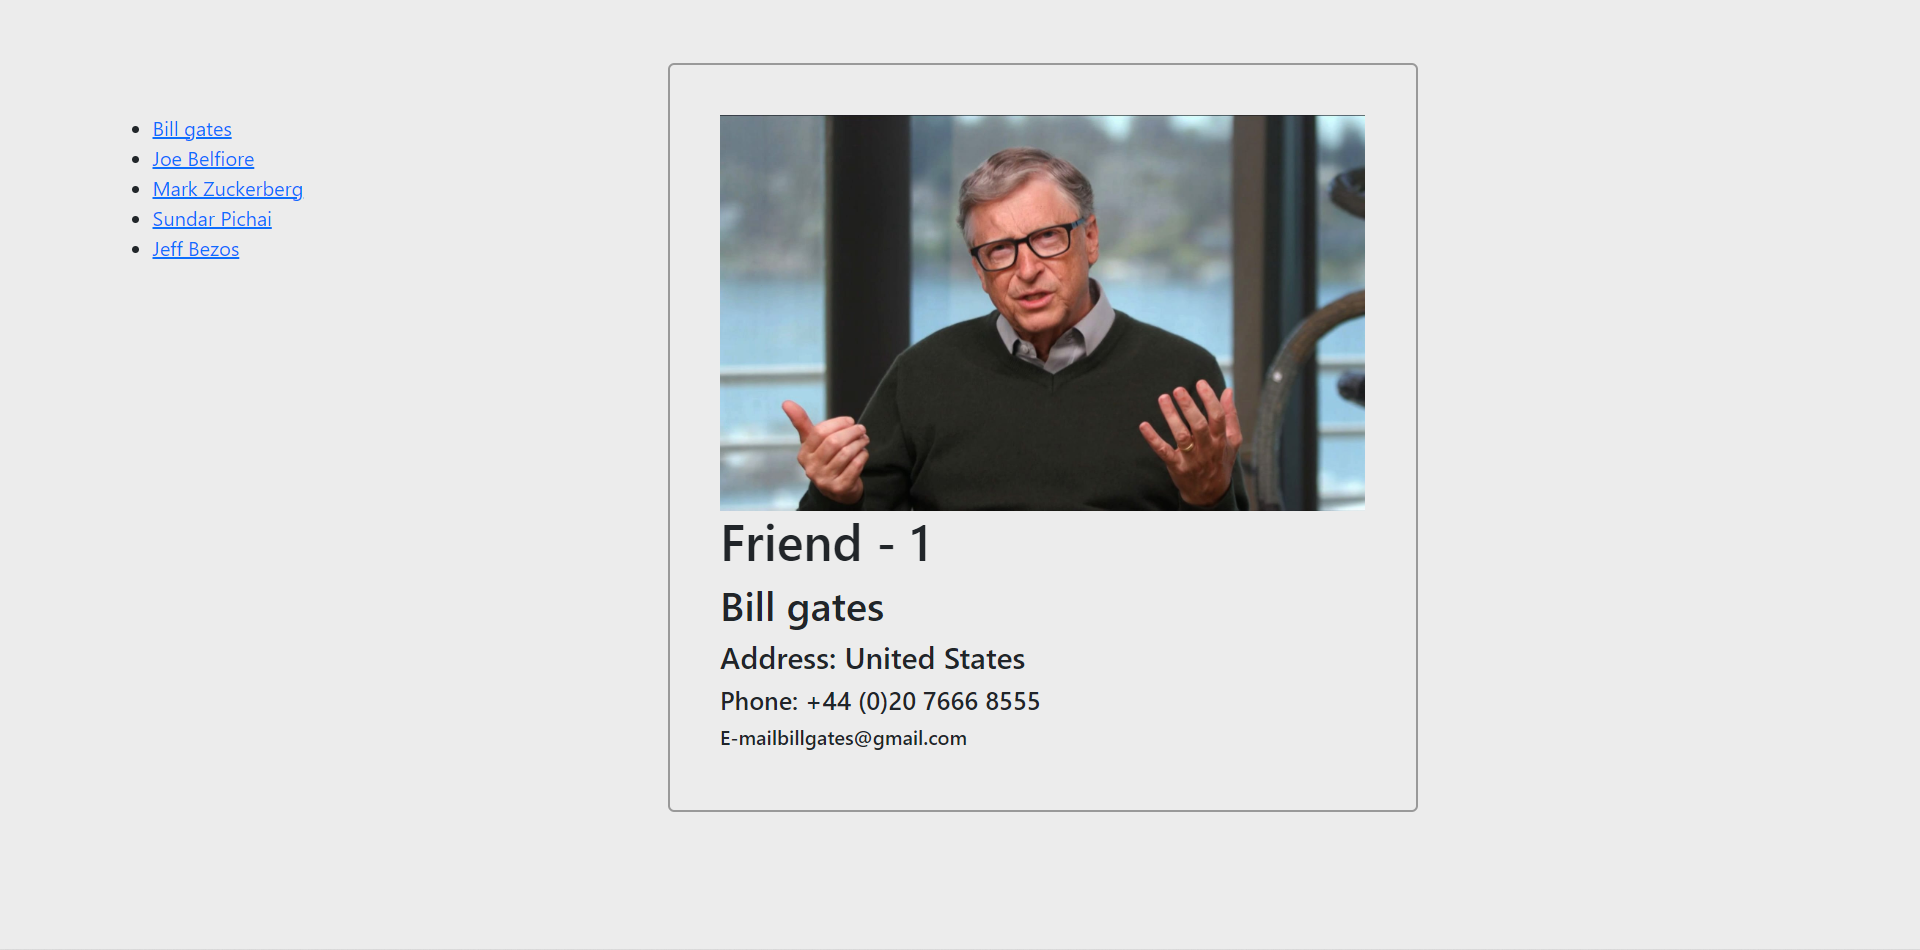 Bill gates
Joe Belfiore
Mark Zuckerberg
Sundar Pichai
Jeff Bezos
Friend - 1
Bill gates
Address: United States
Phone: +44 (0)20 7666 8555
E-mailbillgates@gmail.com